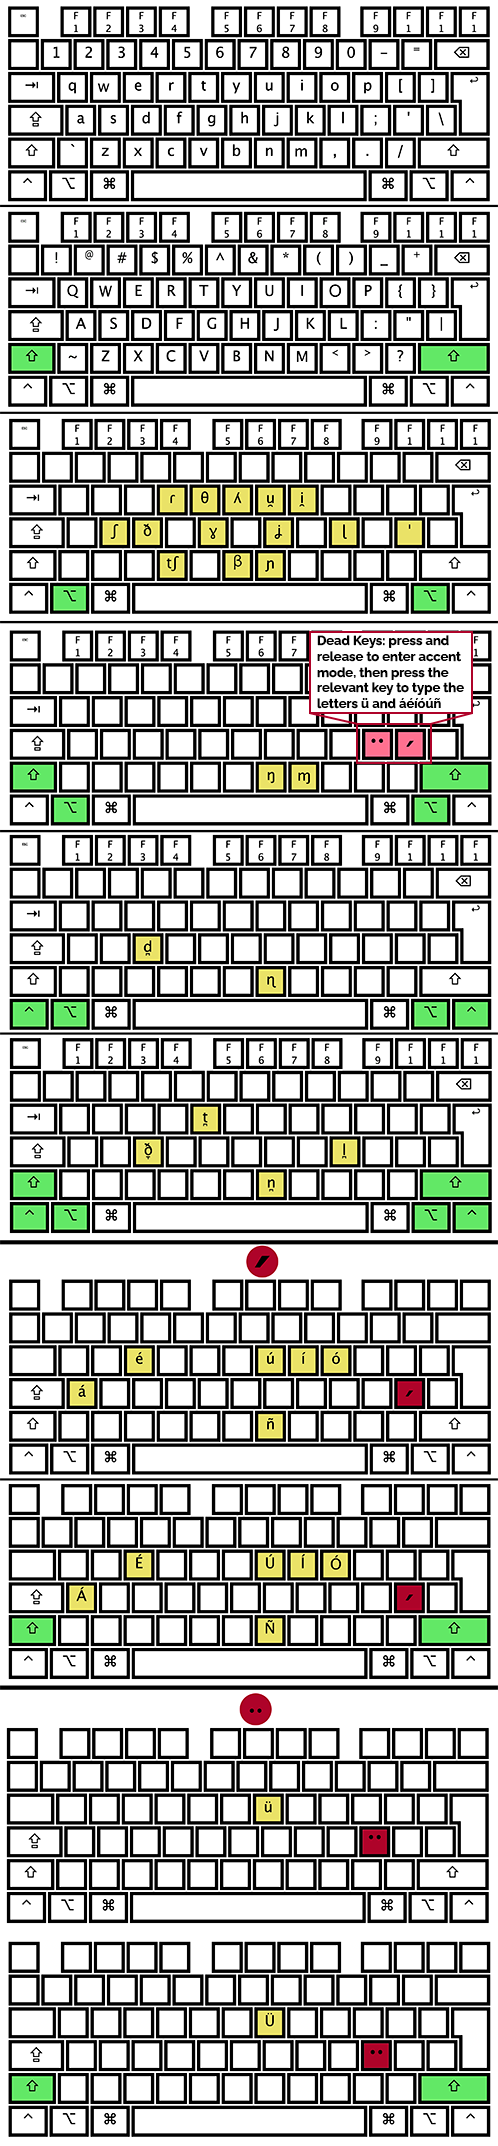 esc F1 F2 F3 F4 F5 F6 F7 F8 F9 F1 F1 F1
1 2 3 4 5 6 7 8 9 0 – = ⌫
⇥ q w e r t y u i o p [ ] ↩
⇪ a s d f g h j k l ; ' \
⇧ ` z x c v b n m , . / ⇧
^ ⌥ ⌘ ⌘ ⌥ ^
esc F1 F2 F3 F4 F5 F6 F7 F8 F9 F1 F1 F1
! @ # $ % ^ & * ( ) _ + ⌫
⇥ Q W E R T Y U I O P { } ↩
⇪ A S D F G H J K L : " |
⇧ ~ Z X C V B N M < > ? ⇧
^ ⌥ ⌘ ⌘ ⌥ ^
esc F1 F2 F3 F4 F5 F6 F7 F8 F9 F1 F1 F1
⌫
⇥ ɾ θ ʎ u̯ i̯ ↩
⇪ ʃ ð ɣ ʝ ɭ ˈ
⇧ tʃ β ɲ ⇧
^ ⌥ ⌘ ⌘ ⌥ ^
esc F1 F2 F3 F4 F5 F6 F7
Dead Keys: press and
release to enter accent
mode, then press the
relevant key to type the
letters ü and áéíóúñ
⇥
⇪ ¨ ´
⇧ ŋ ɱ ⇧
^ ⌥ ⌘ ⌘ ⌥ ^
esc F1 F2 F3 F4 F5 F6 F7 F8 F9 F1 F1 F1
⌫
⇥ ↩
⇪ d̪
⇧ ɳ ⇧
^ ⌥ ⌘ ⌘ ⌥ ^
esc F1 F2 F3 F4 F5 F6 F7 F8 F9 F1 F1 F1
⌫
⇥ t̪ ↩
⇪ ð̞ l̪
⇧ n̪ ⇧
^ ⌥ ⌘ ⌘ ⌥ ^
´
é ú í ó
⇪ á ´
⇧ ñ ⇧
^ ⌥ ⌘ ⌘ ⌥ ^
É Ú Í Ó
⇪ Á ´
⇧ Ñ ⇧
^ ⌥ ⌘ ⌘ ⌥ ^
¨
ü
⇪ ¨
⇧ ⇧
^ ⌥ ⌘ ⌘ ⌥ ^
Ü
⇪ ¨
⇧ ⇧
^ ⌥ ⌘ ⌘ ⌥ ^